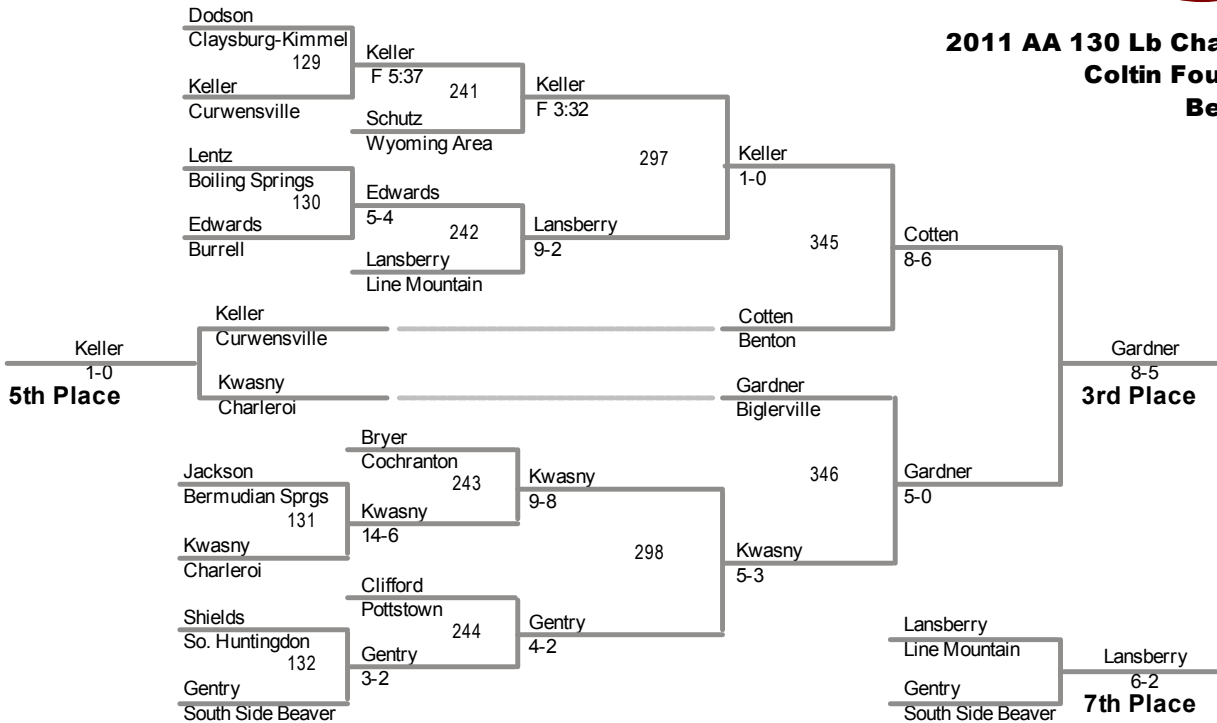 2011 AA 130 Lb Cha
Coltin Fou
Be
Dodson
Claysburg-Kimmel
129
Keller
Curwensville
Keller
F 5:37
241
Schutz
Wyoming Area
Keller
F 3:32
Lentz
Boiling Springs
130
Edwards
Burrell
Edwards
5-4
242
Lansberry
Line Mountain
Lansberry
9-2
297
Keller
1-0
345
Cotten
8-6
Cotten
Benton
Keller
Curwensville
Keller
1-0
5th Place
Kwasny
Charleroi
Gardner
Biglerville
Gardner
8-5
3rd Place
Bryer
Cochranton
243
Jackson
Bermudian Sprgs
131
Kwasny
Charleroi
Kwasny
14-6
Kwasny
9-8
298
Kwasny
5-3
346
Gardner
5-0
Clifford
Pottstown
244
Shields
So. Huntingdon
132
Gentry
South Side Beaver
Gentry
3-2
Gentry
4-2
Lansberry
Line Mountain
Gentry
South Side Beaver
Lansberry
6-2
7th Place